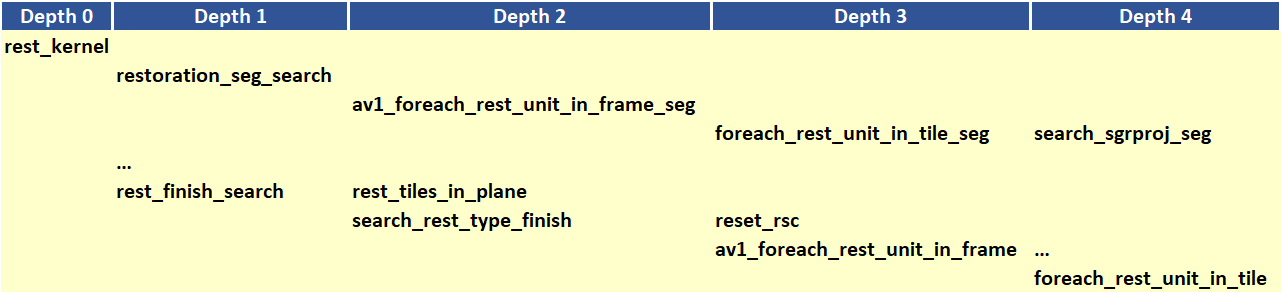 Depth 0 Depth 1 Depth 2 Depth 3 Depth 4
rest_kernel
restoration_seg_search
av1_foreach_rest_unit_in_frame_seg
foreach_rest_unit_in_tile_seg search_sgrproj_seg
...
rest_finish_search rest_tiles_in_plane
search_rest_type_finish reset_rsc
av1_foreach_rest_unit_in_frame ...
foreach_rest_unit_in_tile